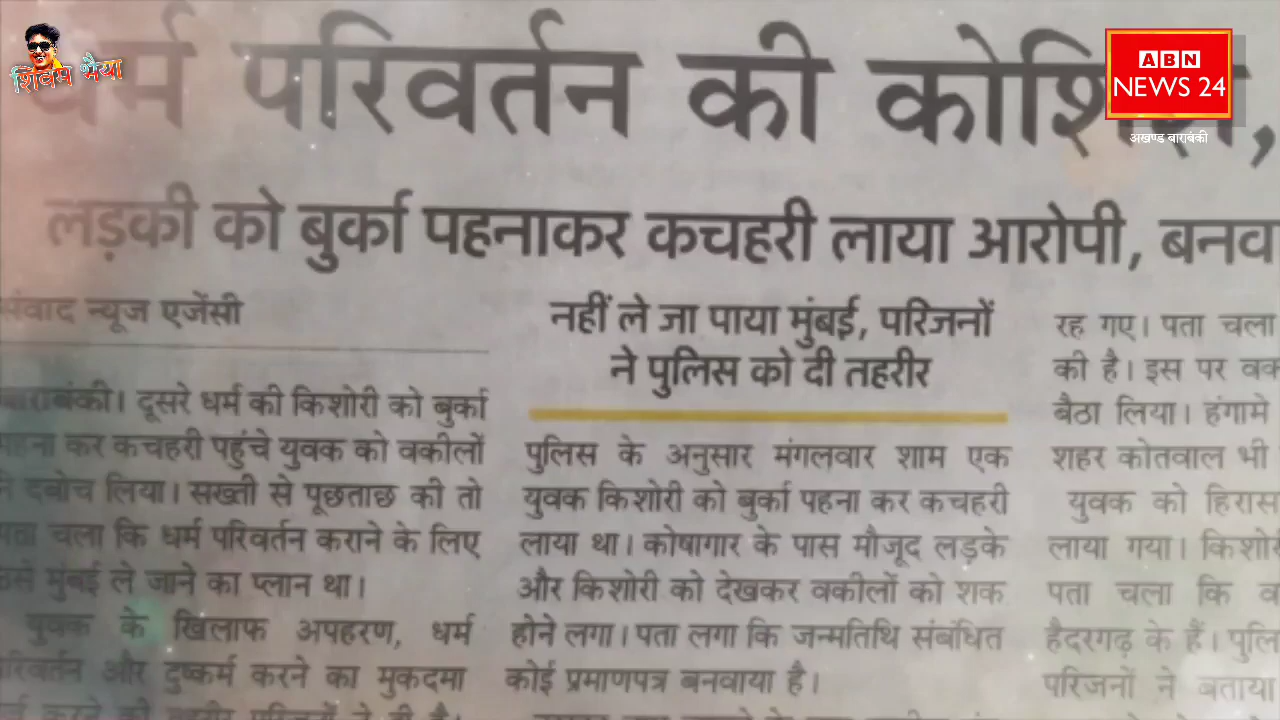 शिवम भैया
ABN
NEWS 24
अखण्ड बाराबंकी
धर्म परिवर्तन की
लड़की को बुर्का पहनाकर कचहरी लाया आरोपी, बनव
संवाद न्यूज एजेंसी
बाराबंकी। दूसरे धर्म की किशोरी को बुर्का
पहना कर कचहरी पहुंचे युवक को वकीलों
ने दबोच लिया। सख्ती से पूछताछ की तो
पता चला कि धर्म परिवर्तन कराने के लिए
उसे मुंबई ले जाने का प्लान था।
युवक के खिलाफ अपहरण, धर्म
परिवर्तन और दुष्कर्म करने का मुकदमा
नहीं ले जा पाया मुंबई, परिजनों
ने पुलिस को दी तहरीर
पुलिस के अनुसार मंगलवार शाम एक
युवक किशोरी को बुर्का पहना कर कचहरी
लाया था। कोषागार के पास मौजूद लड़के
और किशोरी को देखकर वकीलों को शक
होने लगा। पता लगा कि जन्मतिथि संबंधित
कोई प्रमाणपत्र बनवाया है।
रह गए। पता चला
की है। इस पर
बैठा लिया। हंगामे
शहर कोतवाल भी
युवक को हिरास
लाया गया।
पता चला कि
हैदरगढ़ के हैं।
परिजनों ने बताया